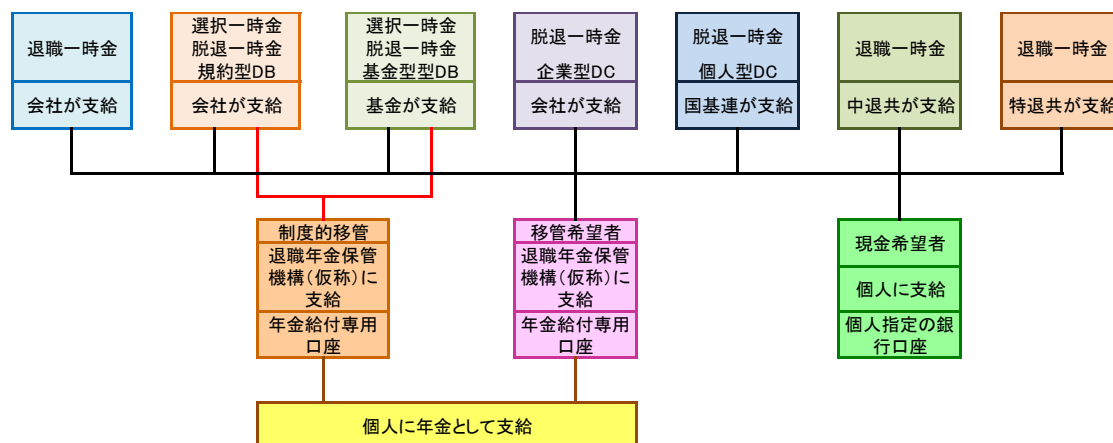 退職一時金
会社が支給
選択一時金
脱退一時金
規約型DB
会社が支給
選択一時金
脱退一時金
基金型型DB
基金が支給
脱退一時金
企業型DC
会社が支給
脱退一時金
個人型DC
国基連が支給
退職一時金
中退共が支給
退職一時金
特退共が支給
制度的移管
退職年金保管
機構(仮称)に
支給
年金給付専用
口座
移管希望者
退職年金保管
機構(仮称)に
支給
年金給付専用
口座
現金希望者
個人に支給
個人指定の銀
行口座
個人に年金として支給